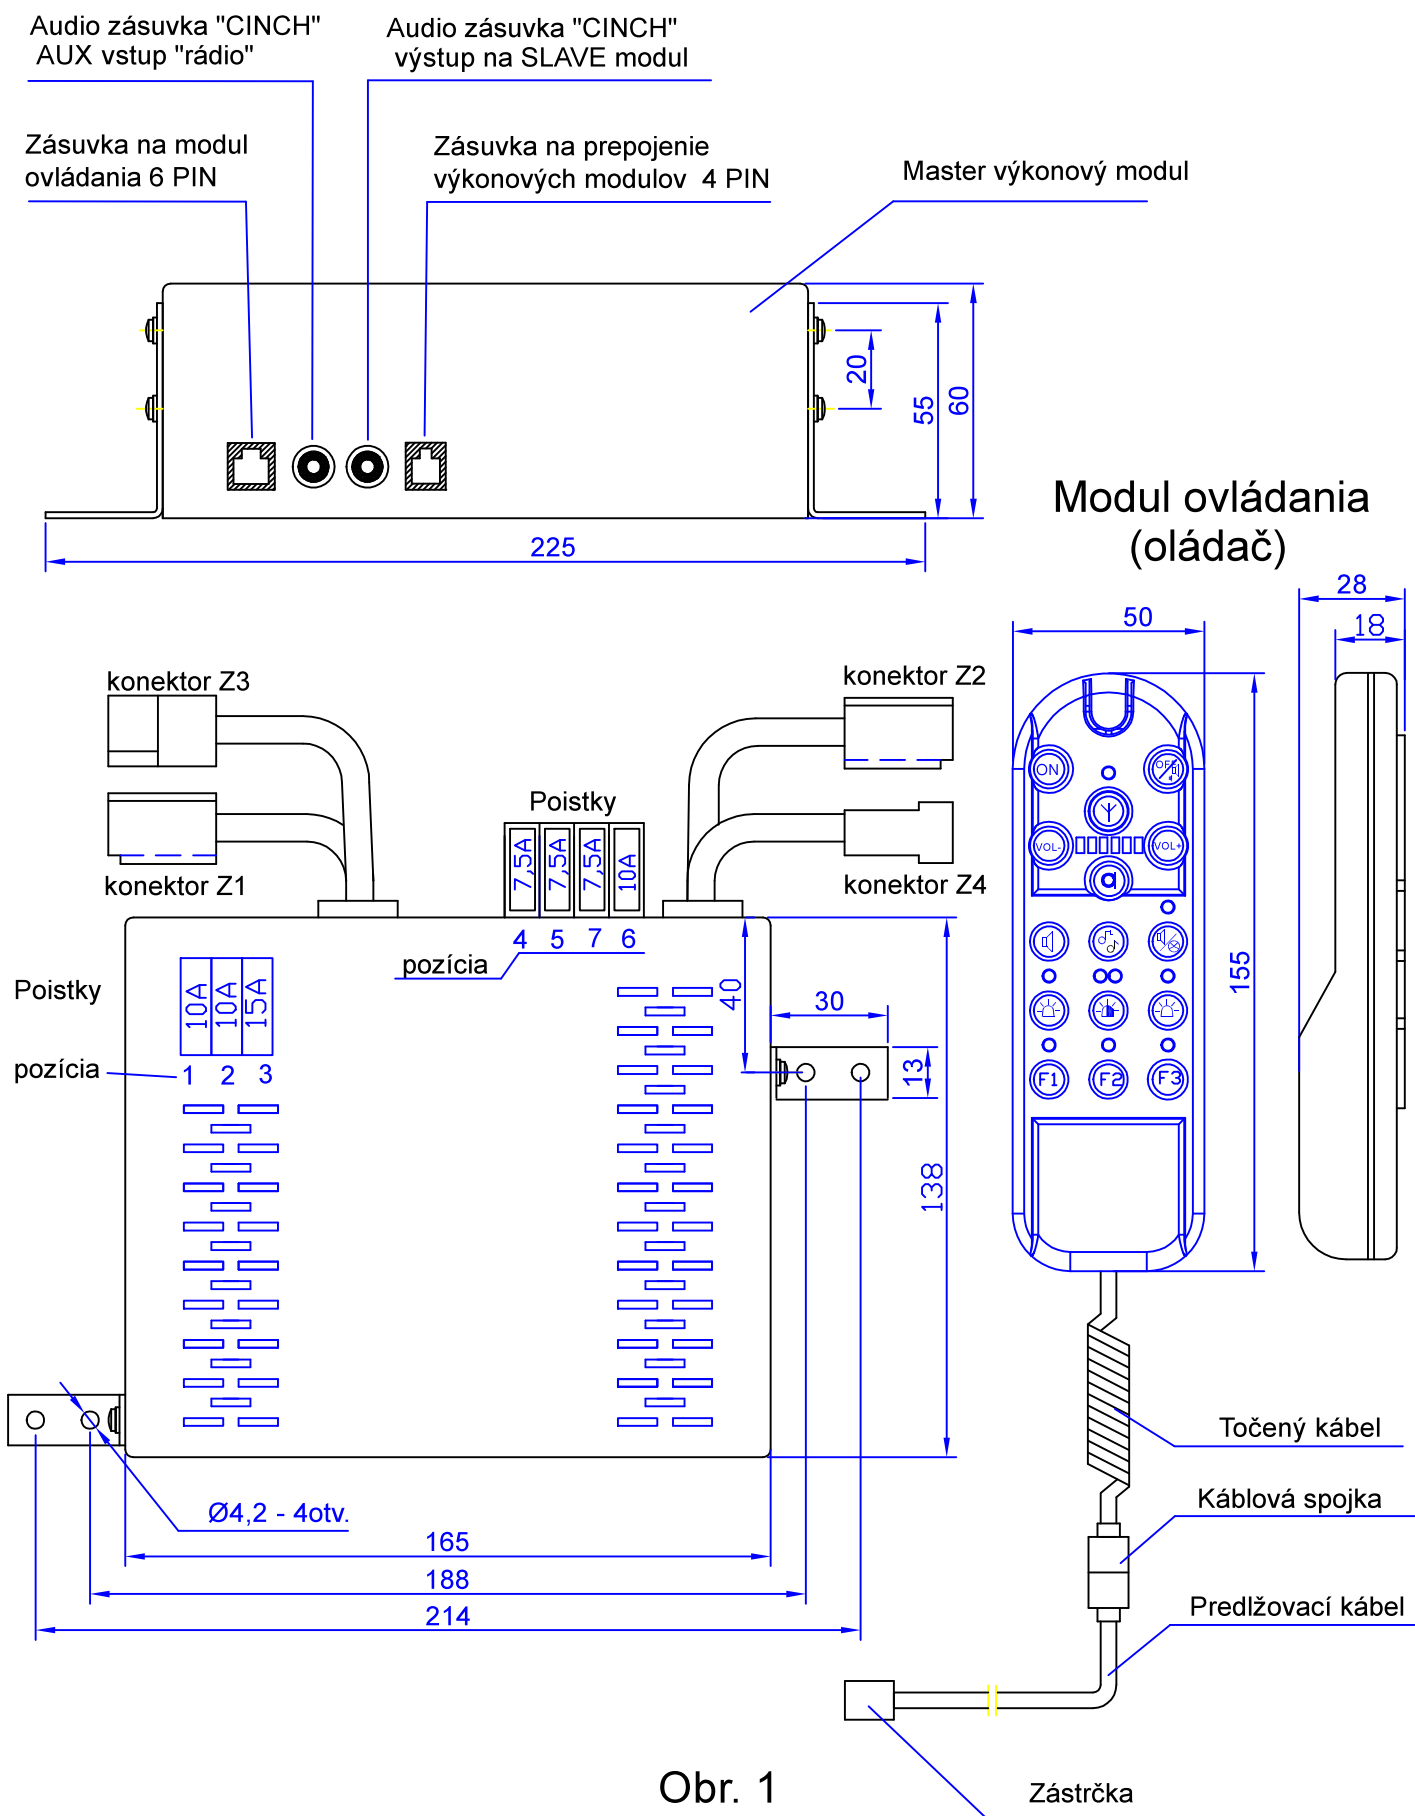 Audio zásuvka "CINCH"
AUX vstup "rádio"
Audio zásuvka "CINCH"
výstup na SLAVE modul
Zásuvka na modul
ovládania 6 PIN
Zásuvka na prepojenie
výkonových modulov 4 PIN
Master výkonový modul
20
55
60
225
Modul ovládania
(oládač)
28
18
50
konektor Z3
konektor Z2
konektor Z1
konektor Z4
Poistky
7,5A
7,5A
7,5A
10A
4
5
7
6
pozícia
Poistky
10A
10A
15A
pozícia
1
2
3
40
30
13
138
155
ON
OFF
VOL-
VOL+
q
F1
F2
F3
Ø4,2 - 4otv.
165
188
214
Točený kábel
Káblová spojka
Predlžovací kábel
Zástrčka
Obr. 1